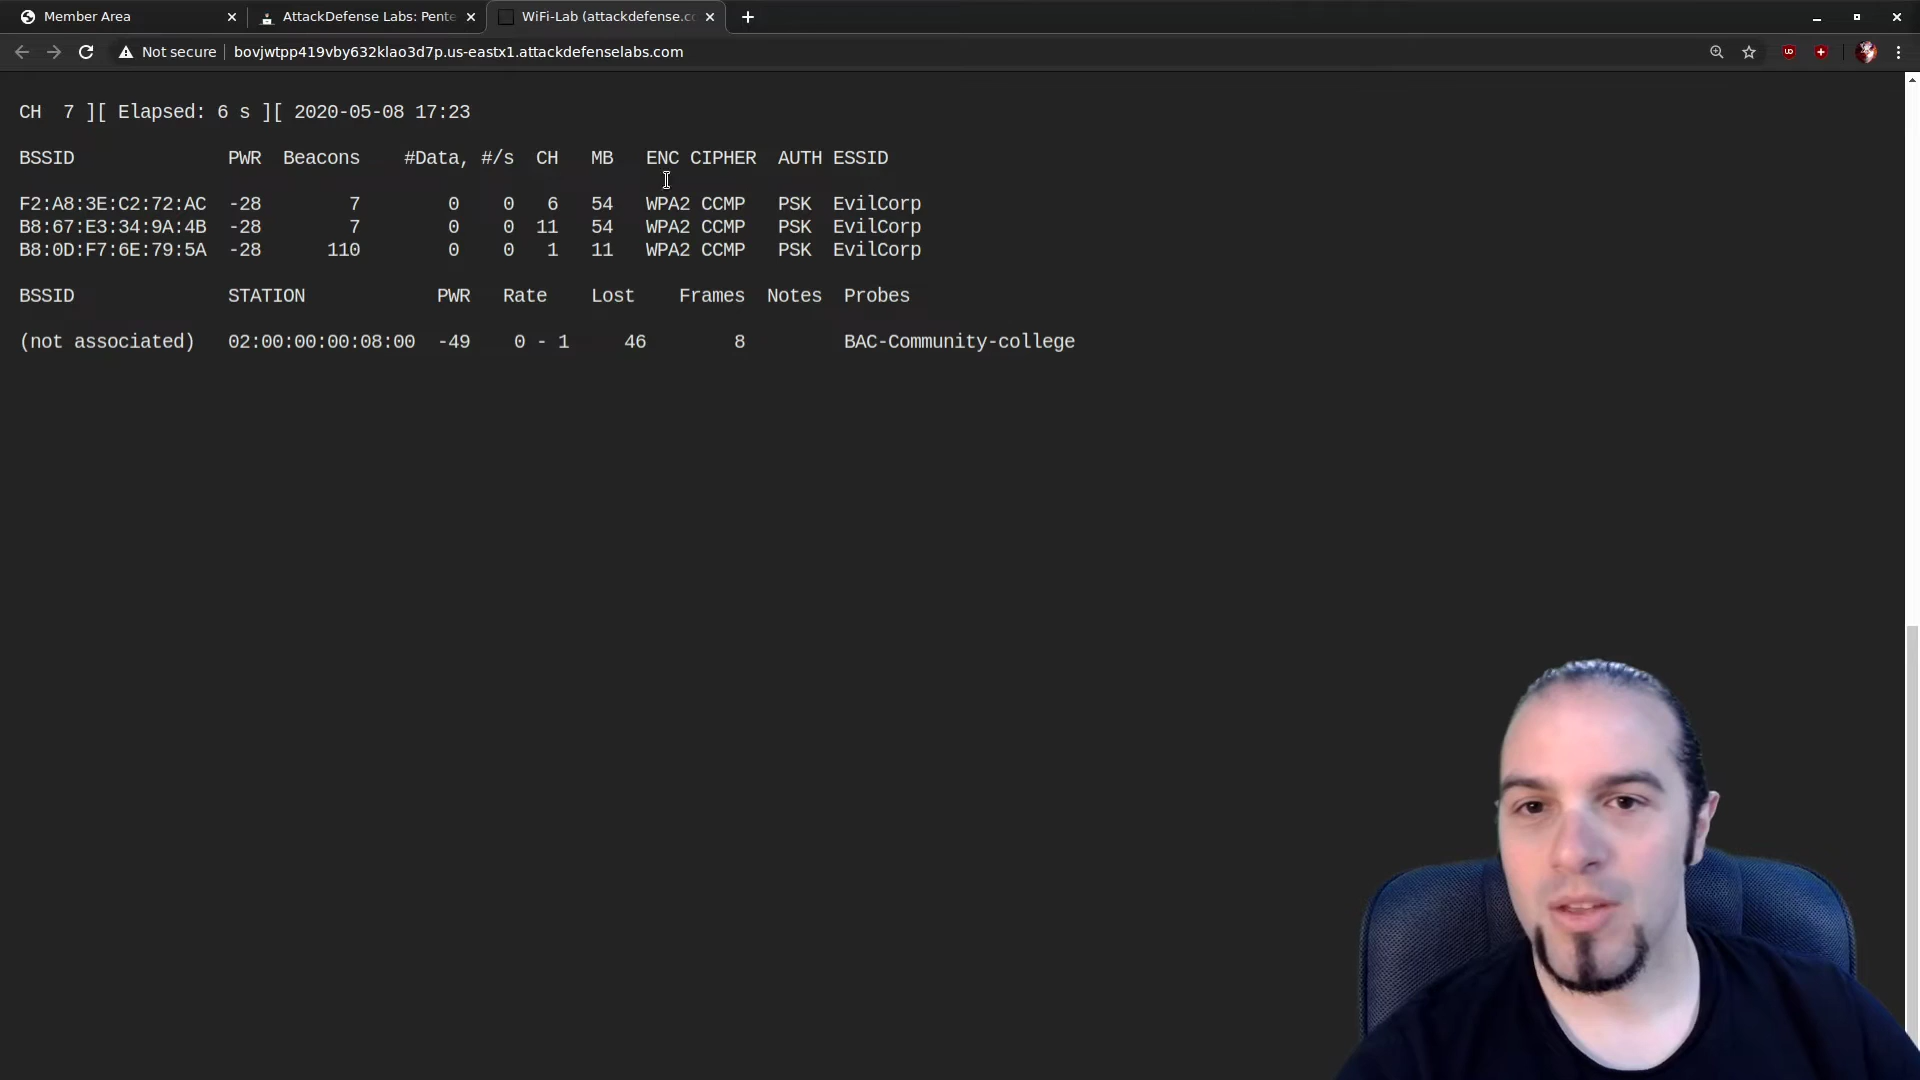 Member Area
AttackDefense Labs: Pente
WiFi-Lab (attackdefense.co
Not secure
bovjwtpp419vby632klao3d7p.us-eastx1.attackdefenselabs.com
CH 7 ][ Elapsed: 6 s ][ 2020-05-08 17:23
BSSID PWR Beacons #Data, #/s CH MB ENC CIPHER AUTH ESSID
F2:A8:3E:C2:72:AC -28 7 0 0 6 54 WPA2 CCMP PSK EvilCorp
B8:67:E3:34:9A:4B -28 7 0 0 11 54 WPA2 CCMP PSK EvilCorp
B8:0D:F7:6E:79:5A -28 110 0 0 1 11 WPA2 CCMP PSK EvilCorp
BSSID STATION PWR Rate Lost Frames Notes Probes
(not associated) 02:00:00:00:08:00 -49 0 - 1 46 8 BAC-Community-college